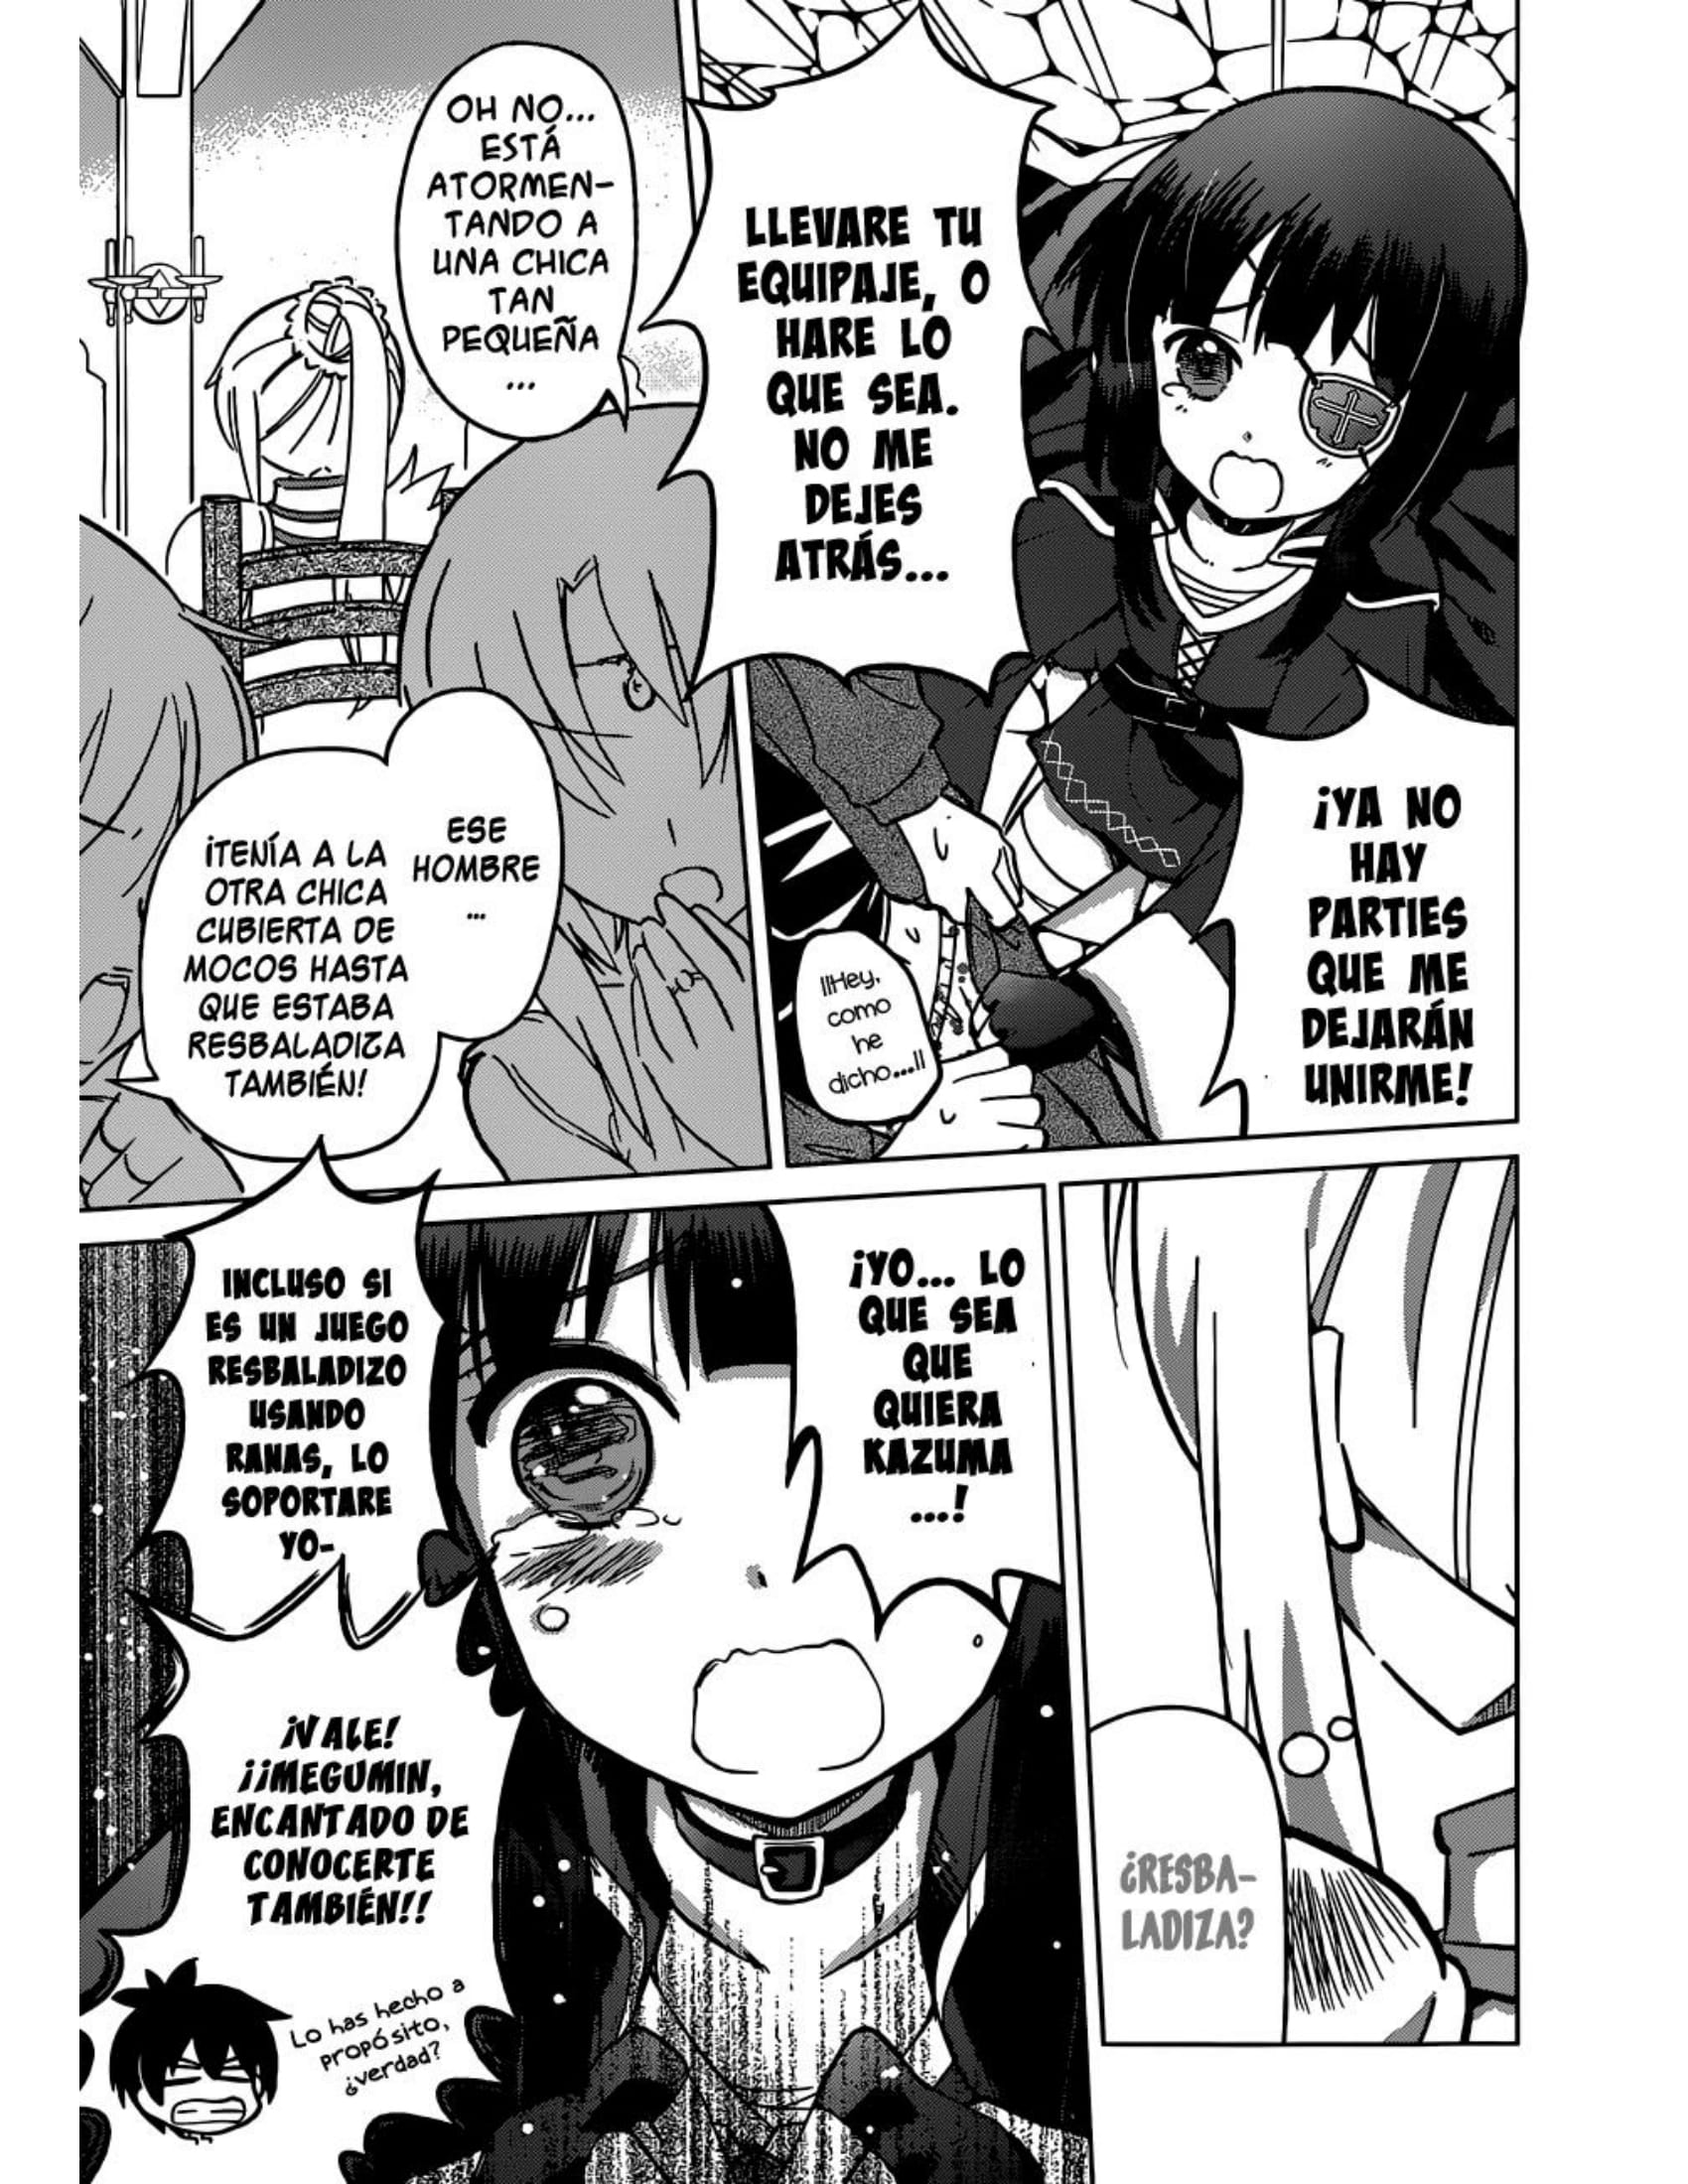 ¡YA NO
HAY
PARTIES
QUE ME
DEJARÁN
UNIRME!
LLEVARE TU
EQUIPAJE, O
HARE LO
QUE SEA.
NO ME
DEJES
ATRÁS...
¡¡Hey,
como
he
dicho...!!
OH NO...
ESTÁ
ATORMEN-
TANDO A
UNA CHICA
TAN
PEQUEÑA
...
ESE
HOMBRE
...
¡TENÍA A LA
OTRA CHICA
CUBIERTA DE
MOCOS HASTA
QUE ESTABA
RESBALADIZA
TAMBIÉN!
¿RESBA-
LADIZA?
¡YO... LO
QUE SEA
QUE
QUIERA
KAZUMA
...!
INCLUSO SI
ES UN JUEGO
RESBALADIZO
USANDO
RANAS, LO
SOPORTARE
YO-
¡VALE!
¡¡MEGUMIN,
ENCANTADO DE
CONOCERTE
TAMBIÉN!!
Lo has hecho a
propósito,
¿verdad?